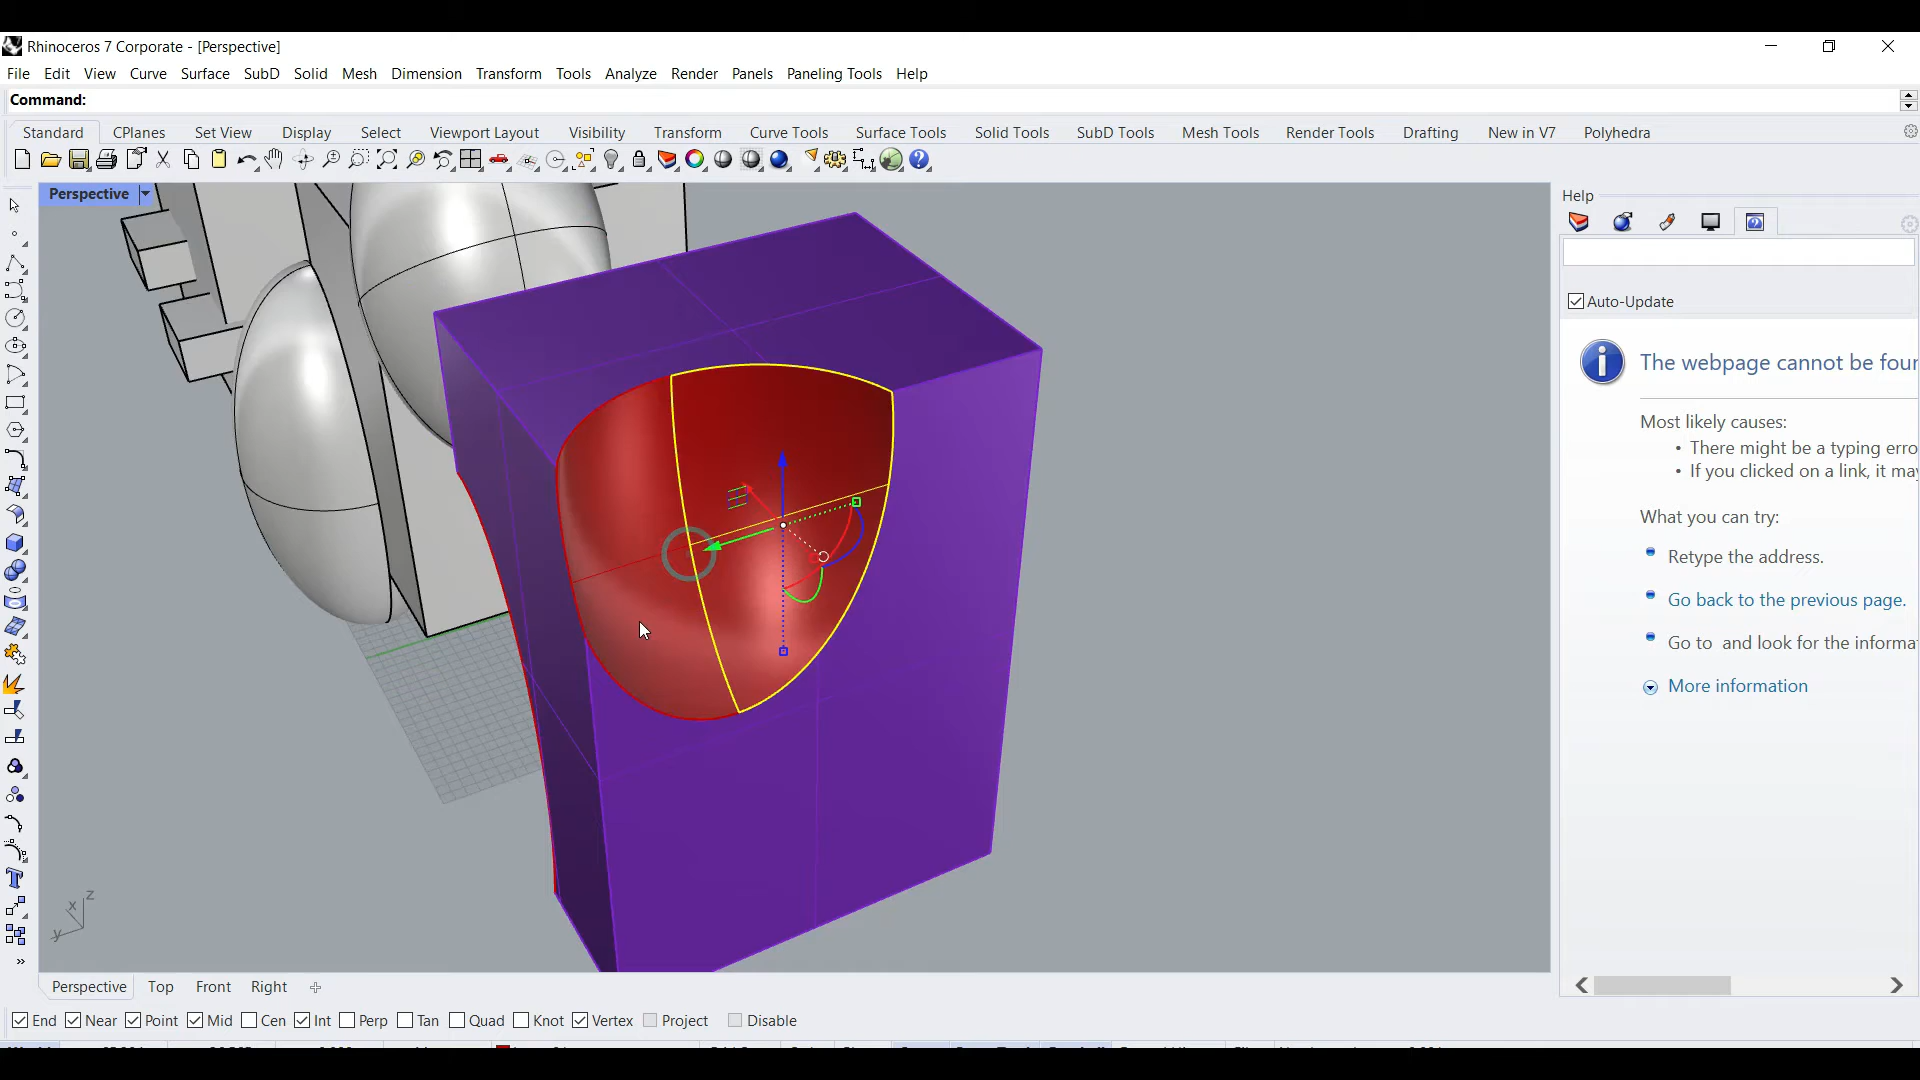 Rhinoceros 7 Corporate - [Perspective]
File Edit View Curve Surface SubD Solid Mesh Dimension Transform Tools Analyze Render Panels Paneling Tools Help
Command:
Standard CPlanes Set View Display Select Viewport Layout Visibility Transform Curve Tools Surface Tools Solid Tools SubD Tools Mesh Tools Render Tools Drafting New in V7 Polyhedra
Perspective
Help
Auto-Update
The webpage cannot be four
Most likely causes:
There might be a typing erro
If you clicked on a link, it may
What you can try:
Retype the address.
Go back to the previous page.
Go to and look for the informa
More information
z
x
y
Perspective Top Front Right
End Near Point Mid Cen Int Perp Tan Quad Knot Vertex Project Disable